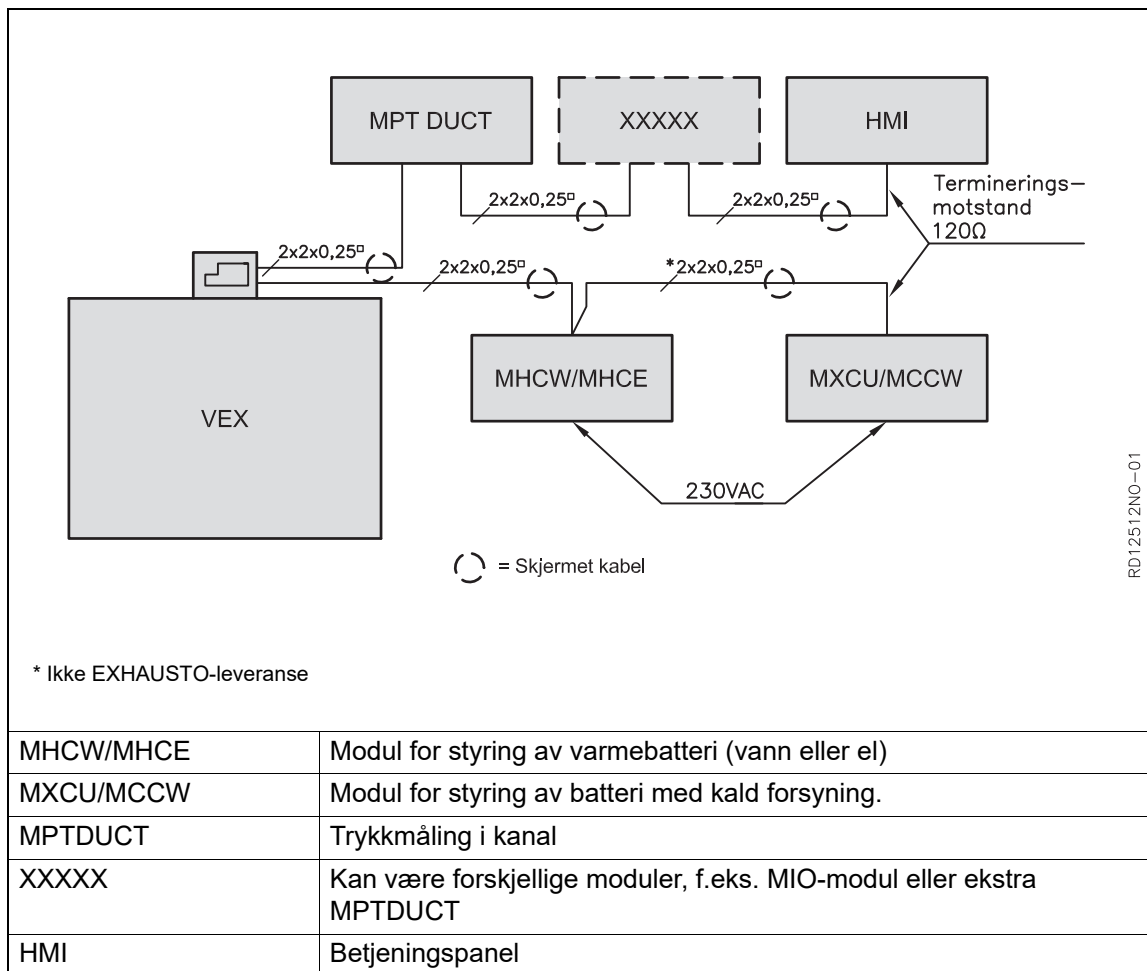 MPT DUCT
XXXXX
HMI
Terminerings-
motstand
120Ω
2x2x0,25□
2x2x0,25□
2x2x0,25□
2x2x0,25□
*2x2x0,25□
MHCW/MHCE
MXCU/MCCW
VEX
230VAC
= Skjermet kabel
RD12512NO-01
* Ikke EXHAUSTO-leveranse
MHCW/MHCE Modul for styring av varmebatteri (vann eller el)
MXCU/MCCW Modul for styring av batteri med kald forsyning.
MPTDUCT Trykkmåling i kanal
XXXXX Kan være forskjellige moduler, f.eks. MIO-modul eller ekstra
MPTDUCT
HMI Betjeningspanel